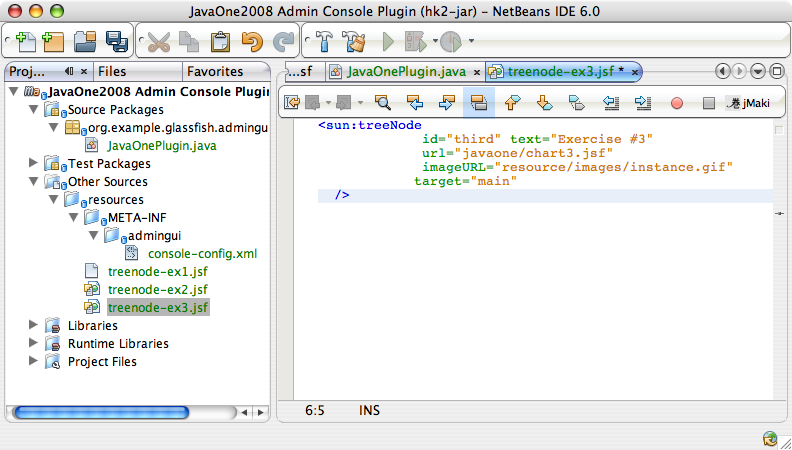 JavaOne2008 Admin Console Plugin (hk2-jar) - NetBeans IDE 6.0
Proj...
Files
Favorites
...sf
JavaOnePlugin.java
treenode-ex3.jsf *
JavaOne2008 Admin Console Plugin
Source Packages
org.example.glassfish.admingu
JavaOnePlugin.java
Test Packages
Other Sources
resources
META-INF
admingui
console-config.xml
treenode-ex1.jsf
treenode-ex2.jsf
treenode-ex3.jsf
Libraries
Runtime Libraries
Project Files
巻 jMaki
<sun:treeNode
id="third" text="Exercise #3"
url="javaone/chart3.jsf"
imageURL="resource/images/instance.gif"
target="main"
/>
6:5 INS